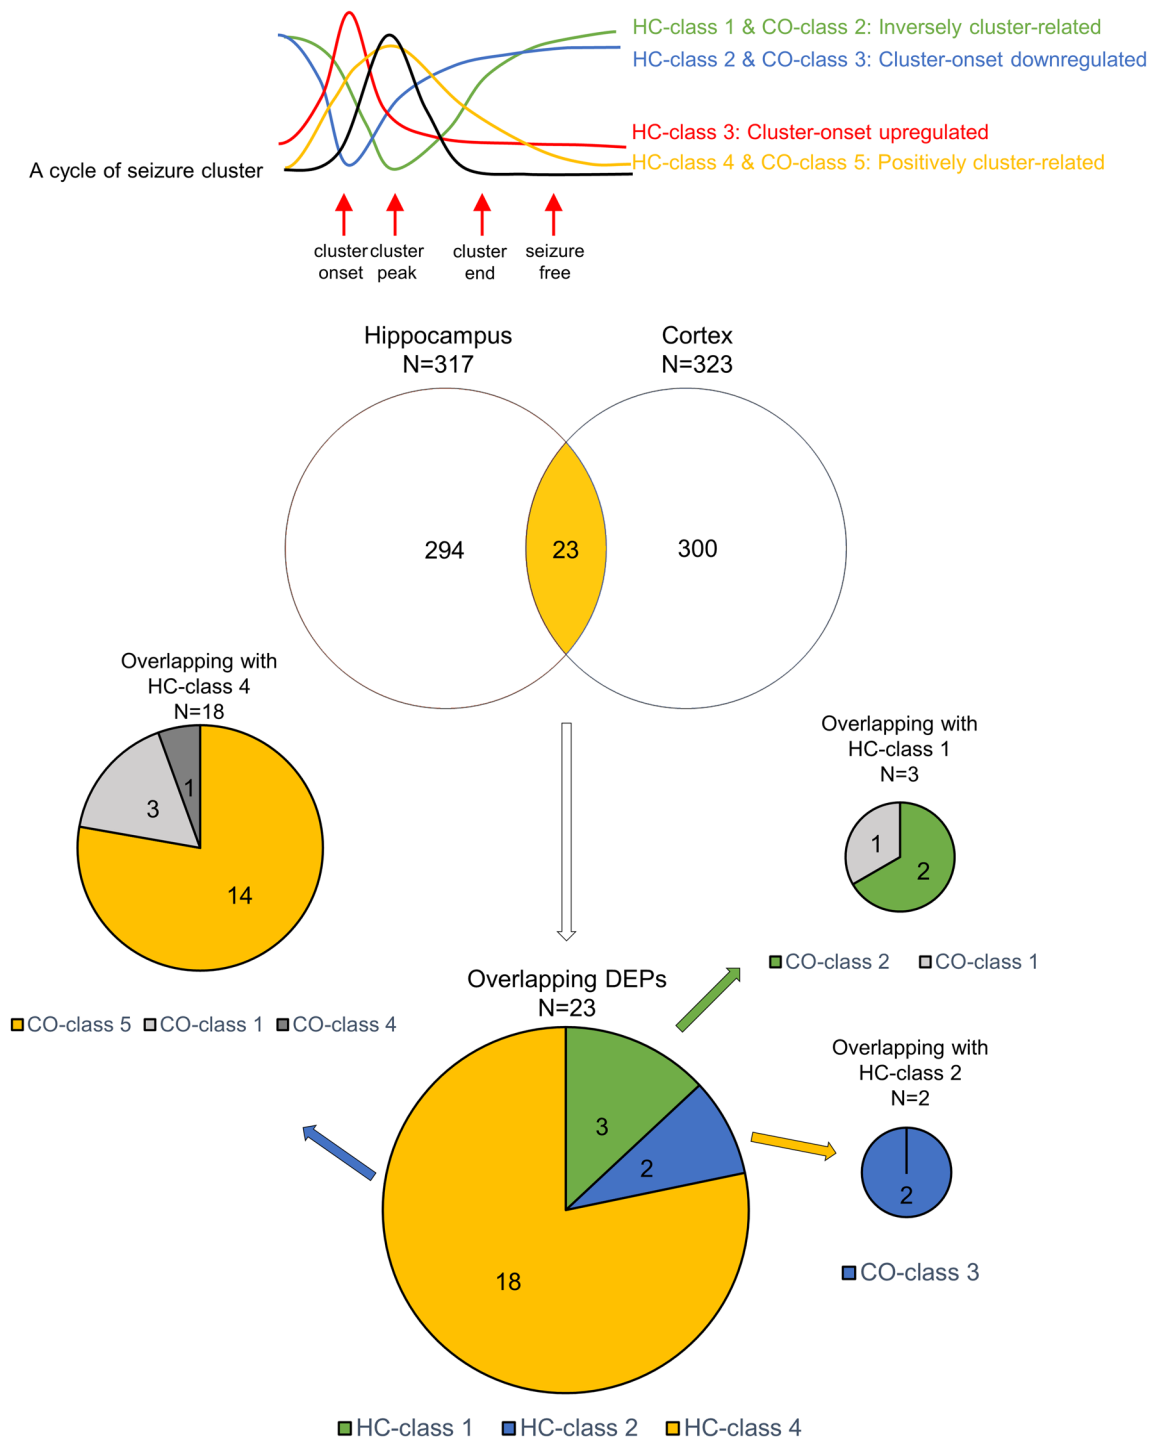 HC-class 1 & CO-class 2: Inversely cluster-related
HC-class 2 & CO-class 3: Cluster-onset downregulated
HC-class 3: Cluster-onset upregulated
HC-class 4 & CO-class 5: Positively cluster-related
A cycle of seizure cluster
cluster onset
cluster peak
cluster end
seizure free
Hippocampus
N=317
Cortex
N=323
294
23
300
Overlapping with
HC-class 4
N=18
1
3
14
CO-class 5
CO-class 1
CO-class 4
Overlapping with
HC-class 1
N=3
1
2
CO-class 2
CO-class 1
Overlapping DEPs
N=23
3
2
18
HC-class 1
HC-class 2
HC-class 4
Overlapping with
HC-class 2
N=2
2
CO-class 3